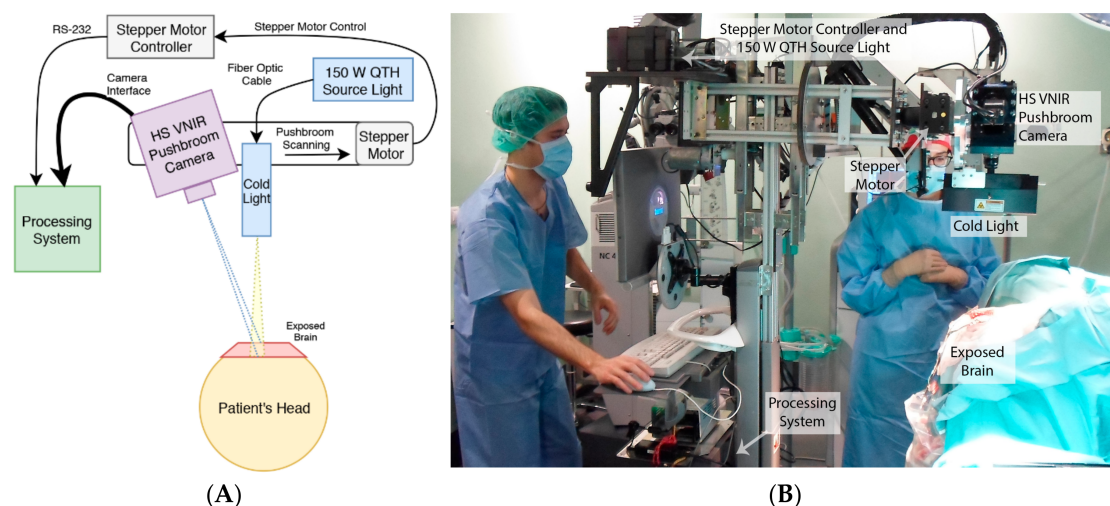 RS-232
Stepper Motor
Controller
Stepper Motor Control
Camera
Interface
Fiber Optic
Cable
150 W QTH
Source Light
HS VNIR
Pushbroom
Camera
Pushbroom
Scanning
Stepper
Motor
Cold
Light
Processing
System
Exposed
Brain
Patient's Head
(A)
Stepper Motor Controller and
150 W QTH Source Light
HS VNIR
Pushbroom
Camera
Stepper
Motor
Cold Light
NC 4
Exposed
Brain
Processing
System
(B)